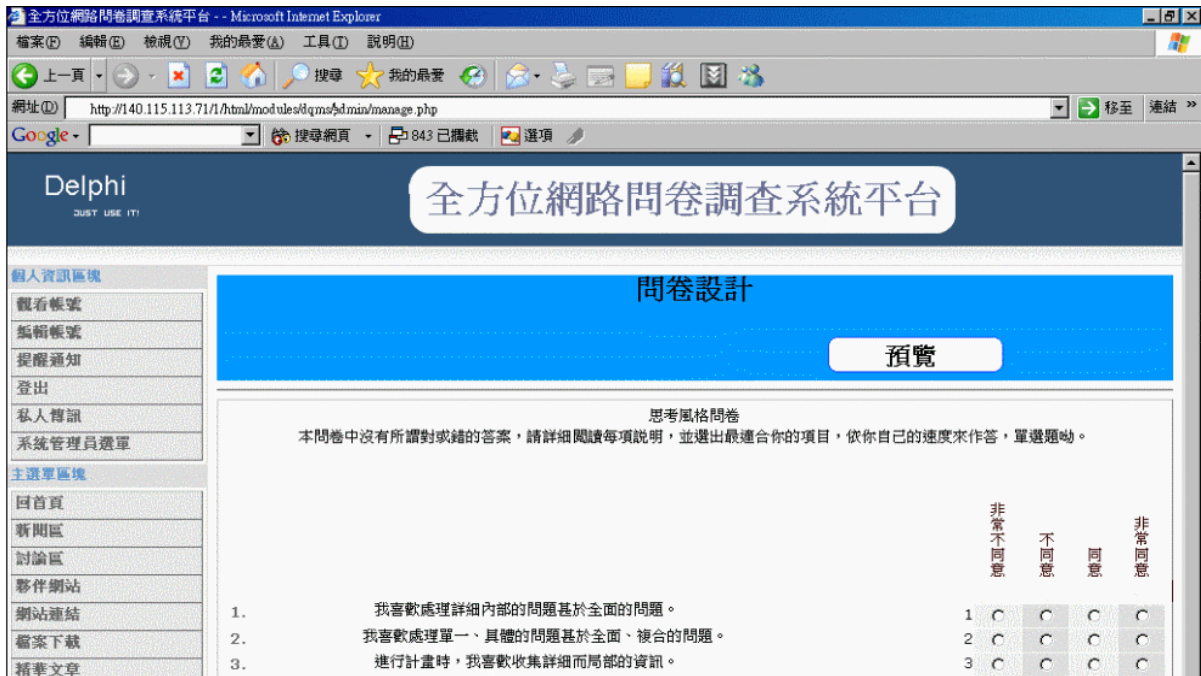 全方位網路問卷調查系統平台 - - Microsoft Internet Explorer
檔案(F) 編輯(E) 檢視(V) 我的最愛(A) 工具(T) 說明(H)
上一頁 搜尋 我的最愛
網址(D) http://140.115.113.71/1/html/modules/dqms/admin/manage.php 移至 連結 »
Google 搜尋網頁 843 已攔截 選項
Delphi
JUST USE IT!
全方位網路問卷調查系統平台
個人資訊區塊
觀看帳號
編輯帳號
提醒通知
登出
私人傳訊
系統管理員選單
主選單區塊
回首頁
新聞區
討論區
夥伴網站
網站連結
檔案下載
精華文章
問卷設計
預覽
思考風格問卷
本問卷中沒有所謂對或錯的答案，請詳細閱讀每項說明，並選出最適合你的項目，依你自己的速度來作答，單選題呦。
非常不同意 不同意 同意 非常同意
1. 我喜歡處理詳細內部的問題甚於全面的問題。 1
2. 我喜歡處理單一、具體的問題甚於全面、複合的問題。 2
3. 進行計畫時，我喜歡收集詳細而局部的資訊。 3